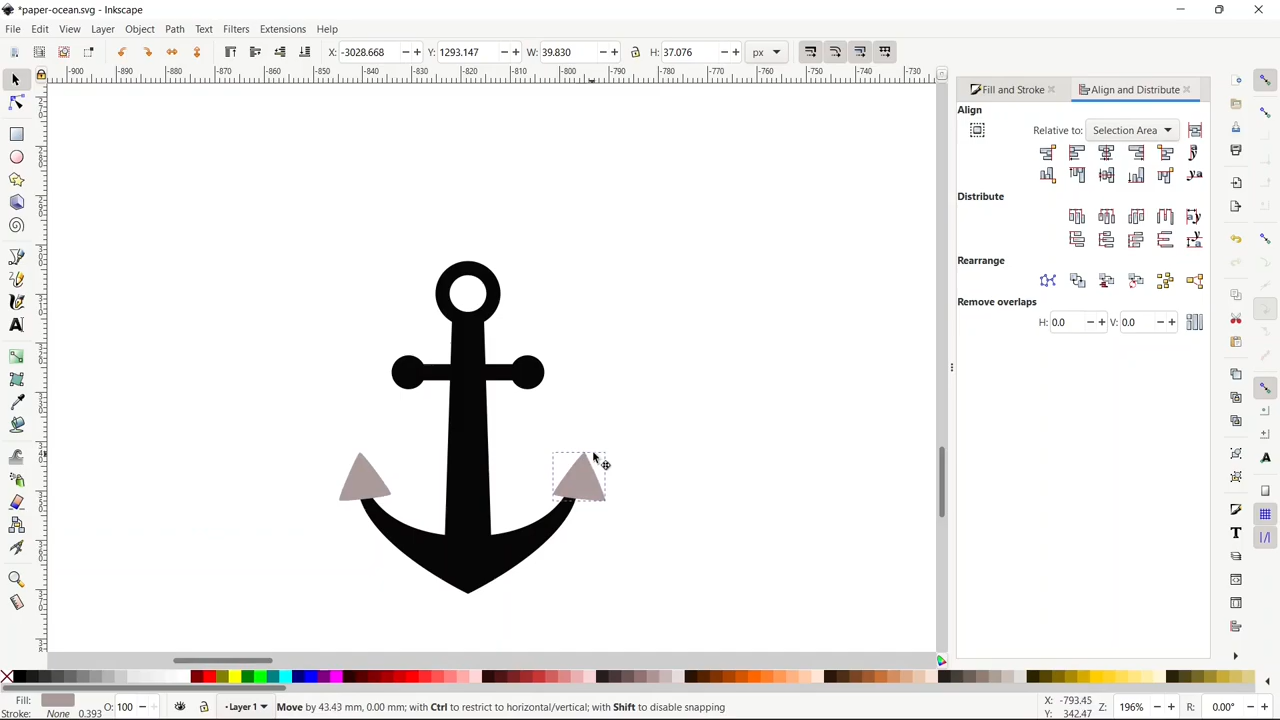 *paper-ocean.svg - Inkscape
File Edit View Layer Object Path Text Filters Extensions Help
X: -3028.668 Y: 1293.147 W: 39.830 H: 37.076 px
-900 -890 -880 -870 -860 -850 -840 -830 -820 -810 -800 -790 -780 -770 -760 -750 -740 -730
Fill and Stroke Align and Distribute
Align
Relative to: Selection Area
Distribute
Rearrange
Remove overlaps
H: 0.0 V: 0.0
Fill: O: 100 Layer 1 Move by 43.43 mm, 0.00 mm; with Ctrl to restrict to horizontal/vertical; with Shift to disable snapping X: -793.45 Z: 196% R: 0.00°
Stroke: None 0.393 Y: 342.47